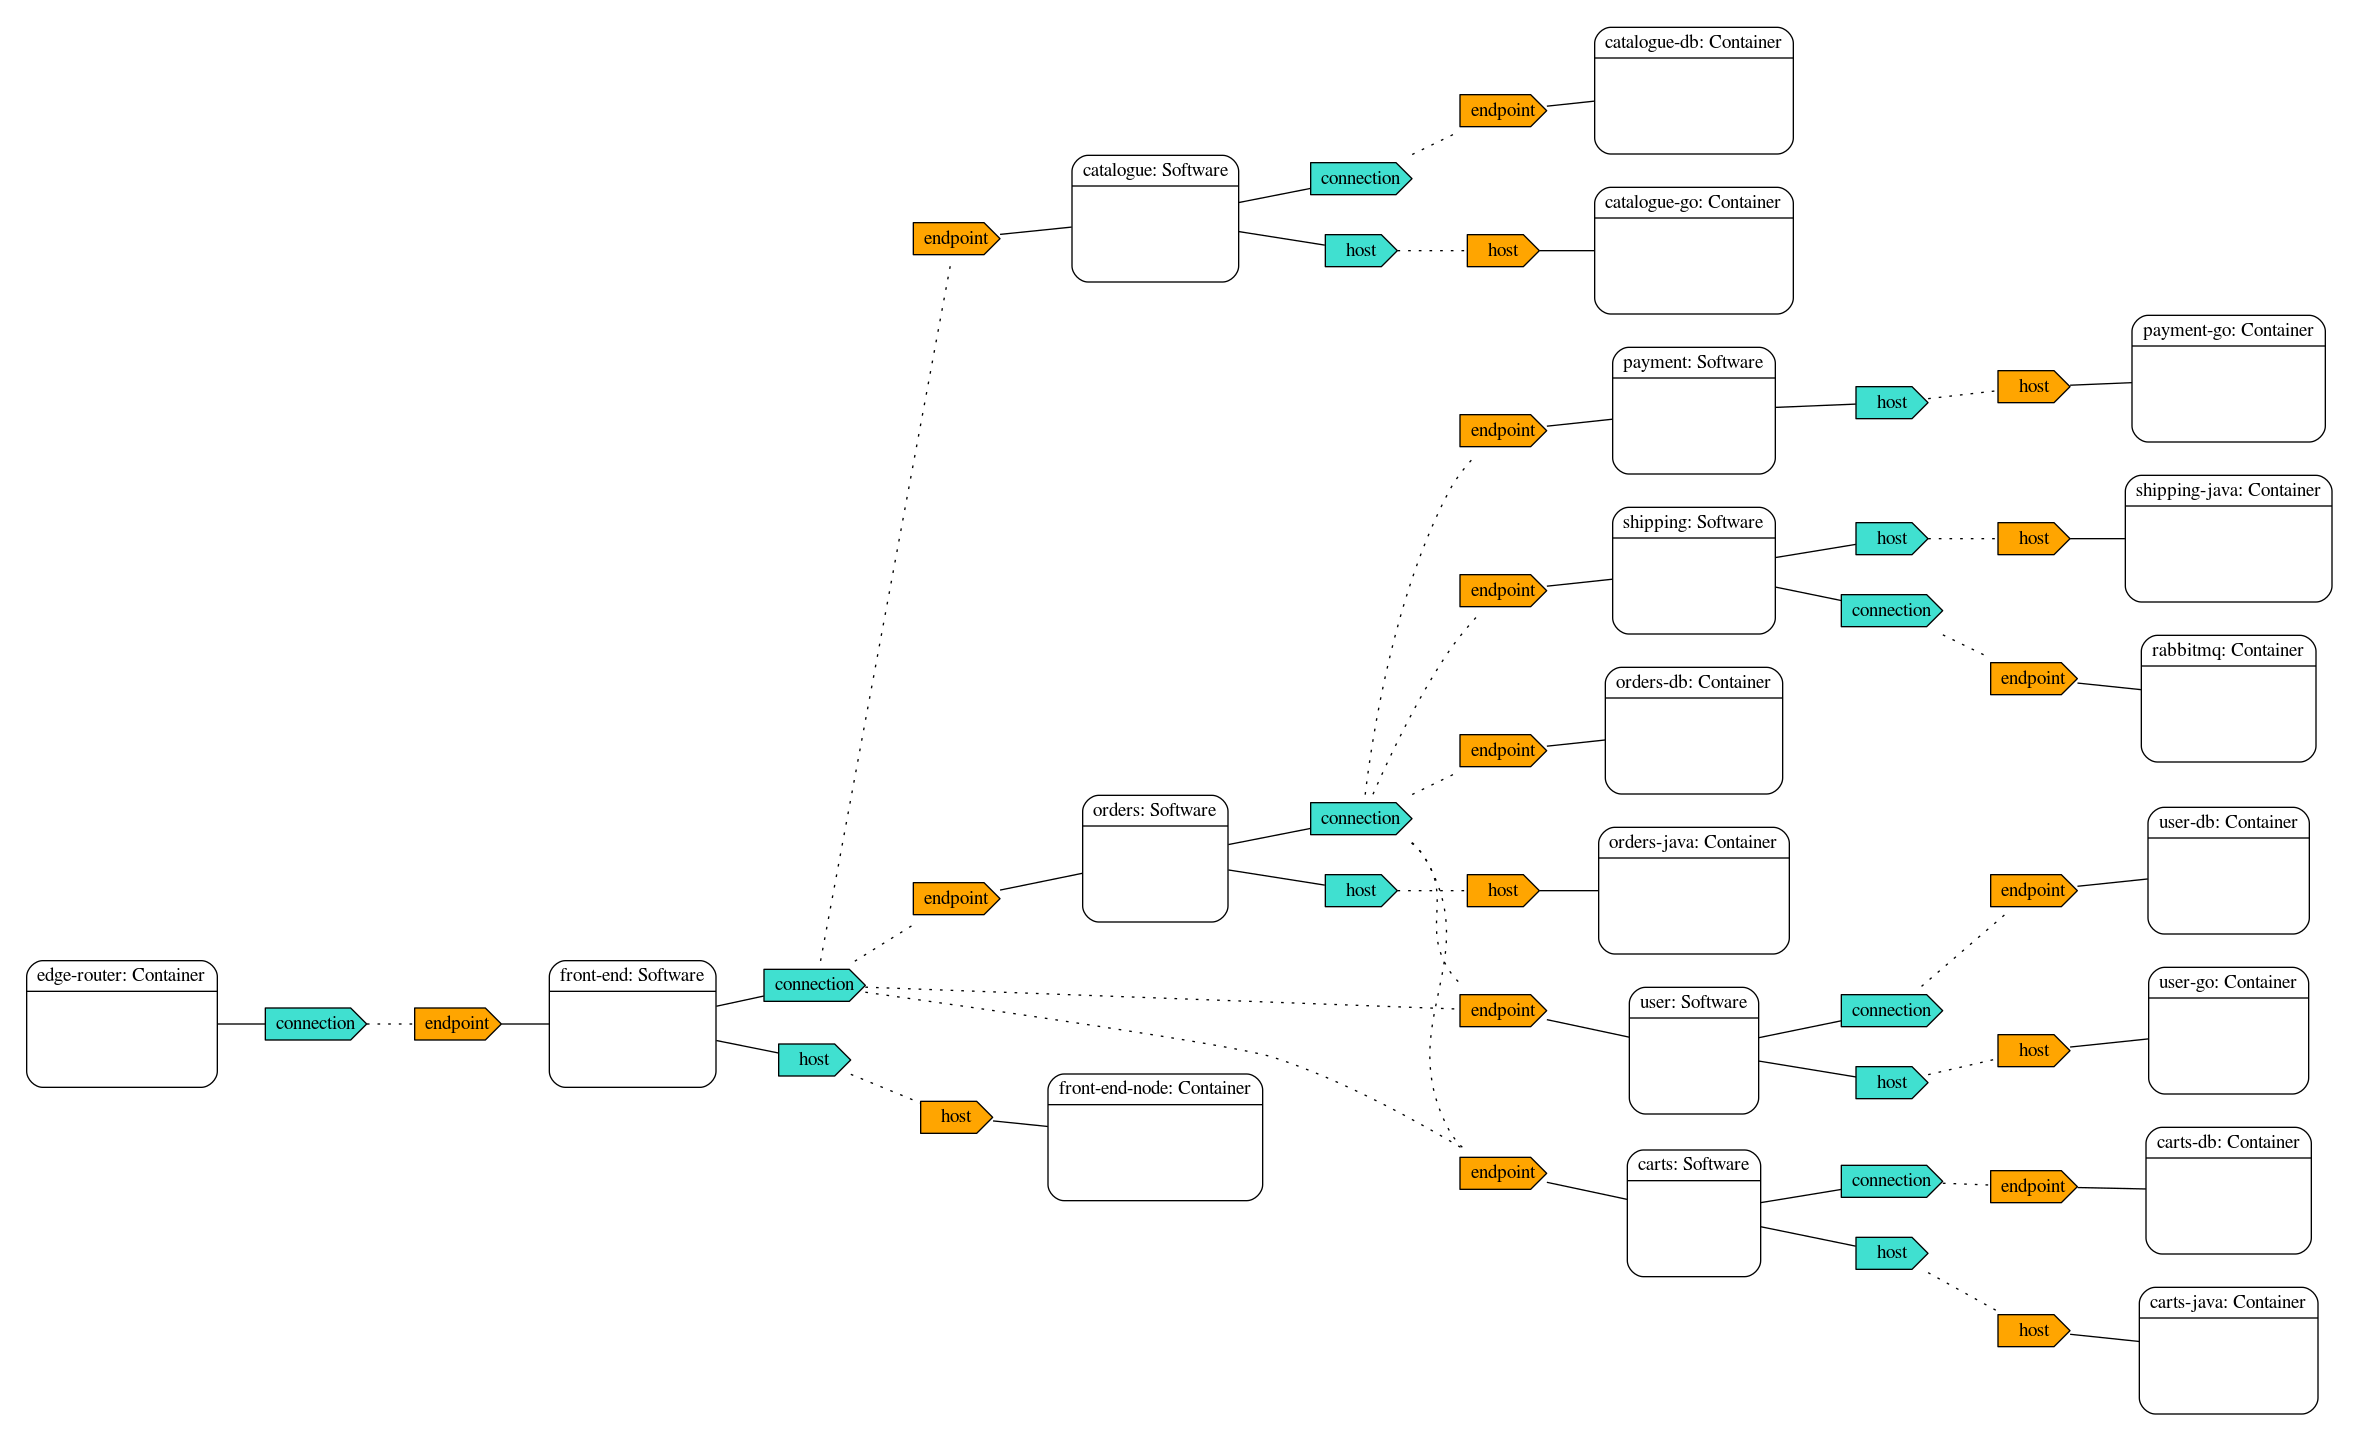 catalogue-db: Container
endpoint
catalogue: Software
connection
catalogue-go: Container
endpoint
host
host
payment-go: Container
payment: Software
host
host
endpoint
shipping-java: Container
shipping: Software
host
host
endpoint
connection
rabbitmq: Container
endpoint
orders-db: Container
endpoint
orders: Software
connection
orders-java: Container
user-db: Container
endpoint
host
host
endpoint
edge-router: Container
front-end: Software
connection
user-go: Container
user: Software
endpoint
connection
connection
endpoint
host
host
host
front-end-node: Container
host
carts-db: Container
carts: Software
endpoint
connection
endpoint
host
carts-java: Container
host